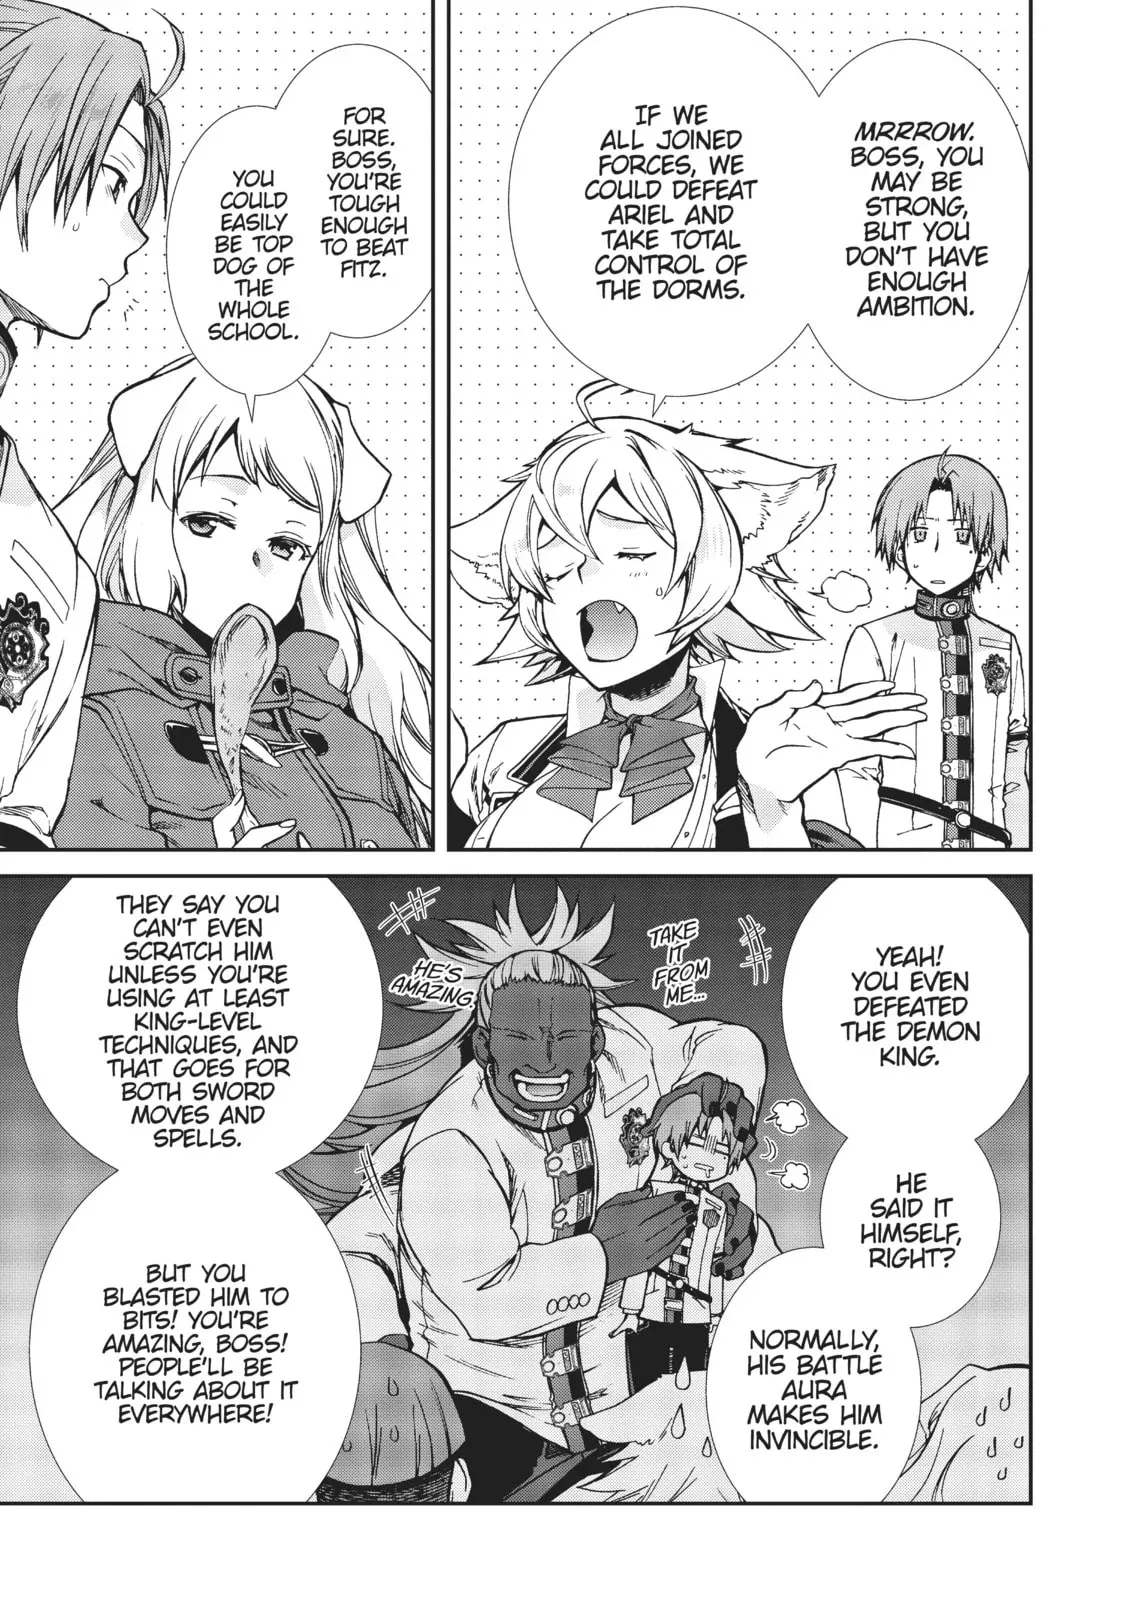 MRRROW.
BOSS, YOU
MAY BE
STRONG,
BUT YOU
DON'T HAVE
ENOUGH
AMBITION.
IF WE
ALL JOINED
FORCES, WE
COULD DEFEAT
ARIEL AND
TAKE TOTAL
CONTROL OF
THE DORMS.
FOR
SURE.
BOSS,
YOU'RE
TOUGH
ENOUGH
TO BEAT
FITZ.
YOU
COULD
EASILY
BE TOP
DOG OF
THE
WHOLE
SCHOOL.
YEAH!
YOU EVEN
DEFEATED
THE DEMON
KING.
HE
SAID IT
HIMSELF,
RIGHT?
NORMALLY,
HIS BATTLE
AURA
MAKES HIM
INVINCIBLE.
TAKE
IT
FROM
ME...
HE'S
AMAZING.
THEY SAY YOU
CAN'T EVEN
SCRATCH HIM
UNLESS YOU'RE
USING AT LEAST
KING-LEVEL
TECHNIQUES, AND
THAT GOES FOR
BOTH SWORD
MOVES AND
SPELLS.
BUT YOU
BLASTED HIM TO
BITS! YOU'RE
AMAZING, BOSS!
PEOPLE'LL BE
TALKING ABOUT IT
EVERYWHERE!